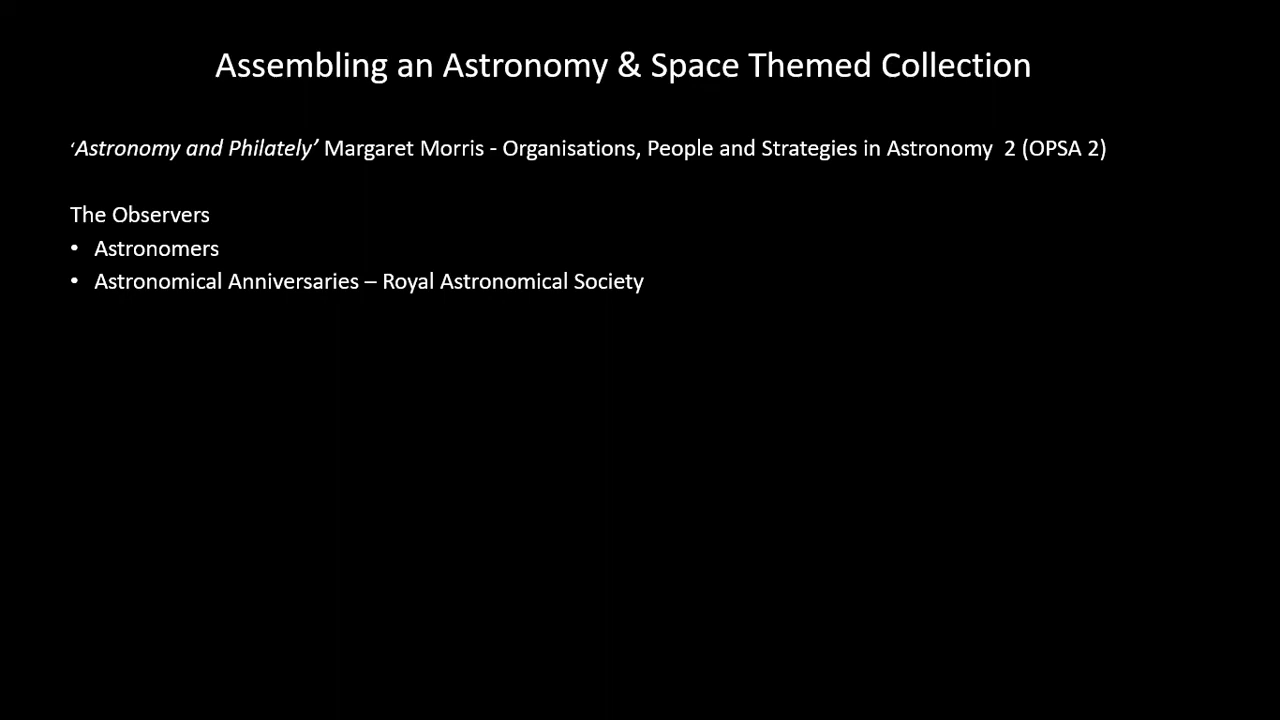 Assembling an Astronomy & Space Themed Collection
‘Astronomy and Philately’ Margaret Morris - Organisations, People and Strategies in Astronomy  2 (OPSA 2)
The Observers
• Astronomers
• Astronomical Anniversaries – Royal Astronomical Society